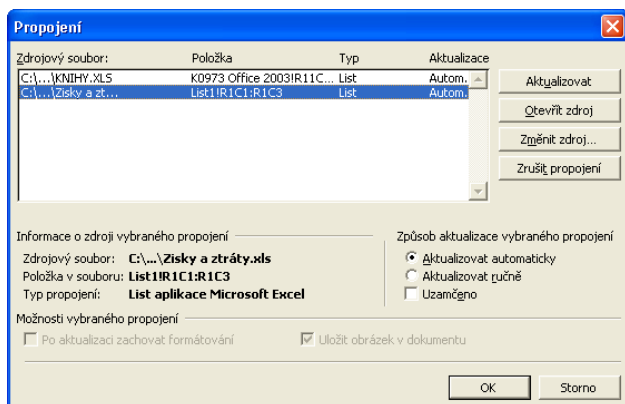 Propojení
Zdrojový soubor: Položka Typ Aktualizace
C:\...\KNIHY.XLS K0973 Office 2003!R11C... List Autom.
C:\...\Zisky a zt... List1!R1C1:R1C3 List Autom.
Aktualizovat
Otevřít zdroj
Změnit zdroj...
Zrušit propojení
Informace o zdroji vybraného propojení
Zdrojový soubor: C:\...\Zisky a ztráty.xls
Položka v souboru: List1!R1C1:R1C3
Typ propojení: List aplikace Microsoft Excel
Způsob aktualizace vybraného propojení
Aktualizovat automaticky
Aktualizovat ručně
Uzamčeno
Možnosti vybraného propojení
Po aktualizaci zachovat formátování Uložit obrázek v dokumentu
OK Storno